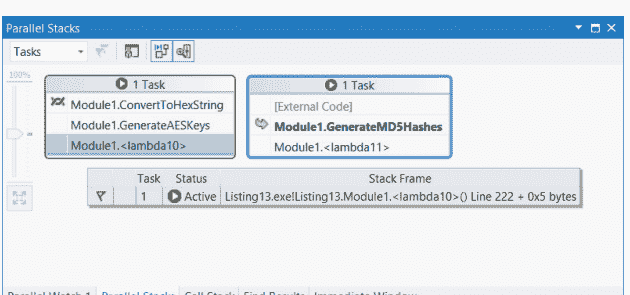 Parallel Stacks
Tasks
100%
1 Task
Module1.ConvertToHexString
Module1.GenerateAESKeys
Module1.<lambda10>
1 Task
[External Code]
Module1.GenerateMD5Hashes
Module1.<lambda11>
Task Status Stack Frame
1 Active Listing13.exe!Listing13.Module1.<lambda10>() Line 222 + 0x5 bytes
Parallel Watch 1 Parallel Stacks Call Stack Find Results Immediate Window